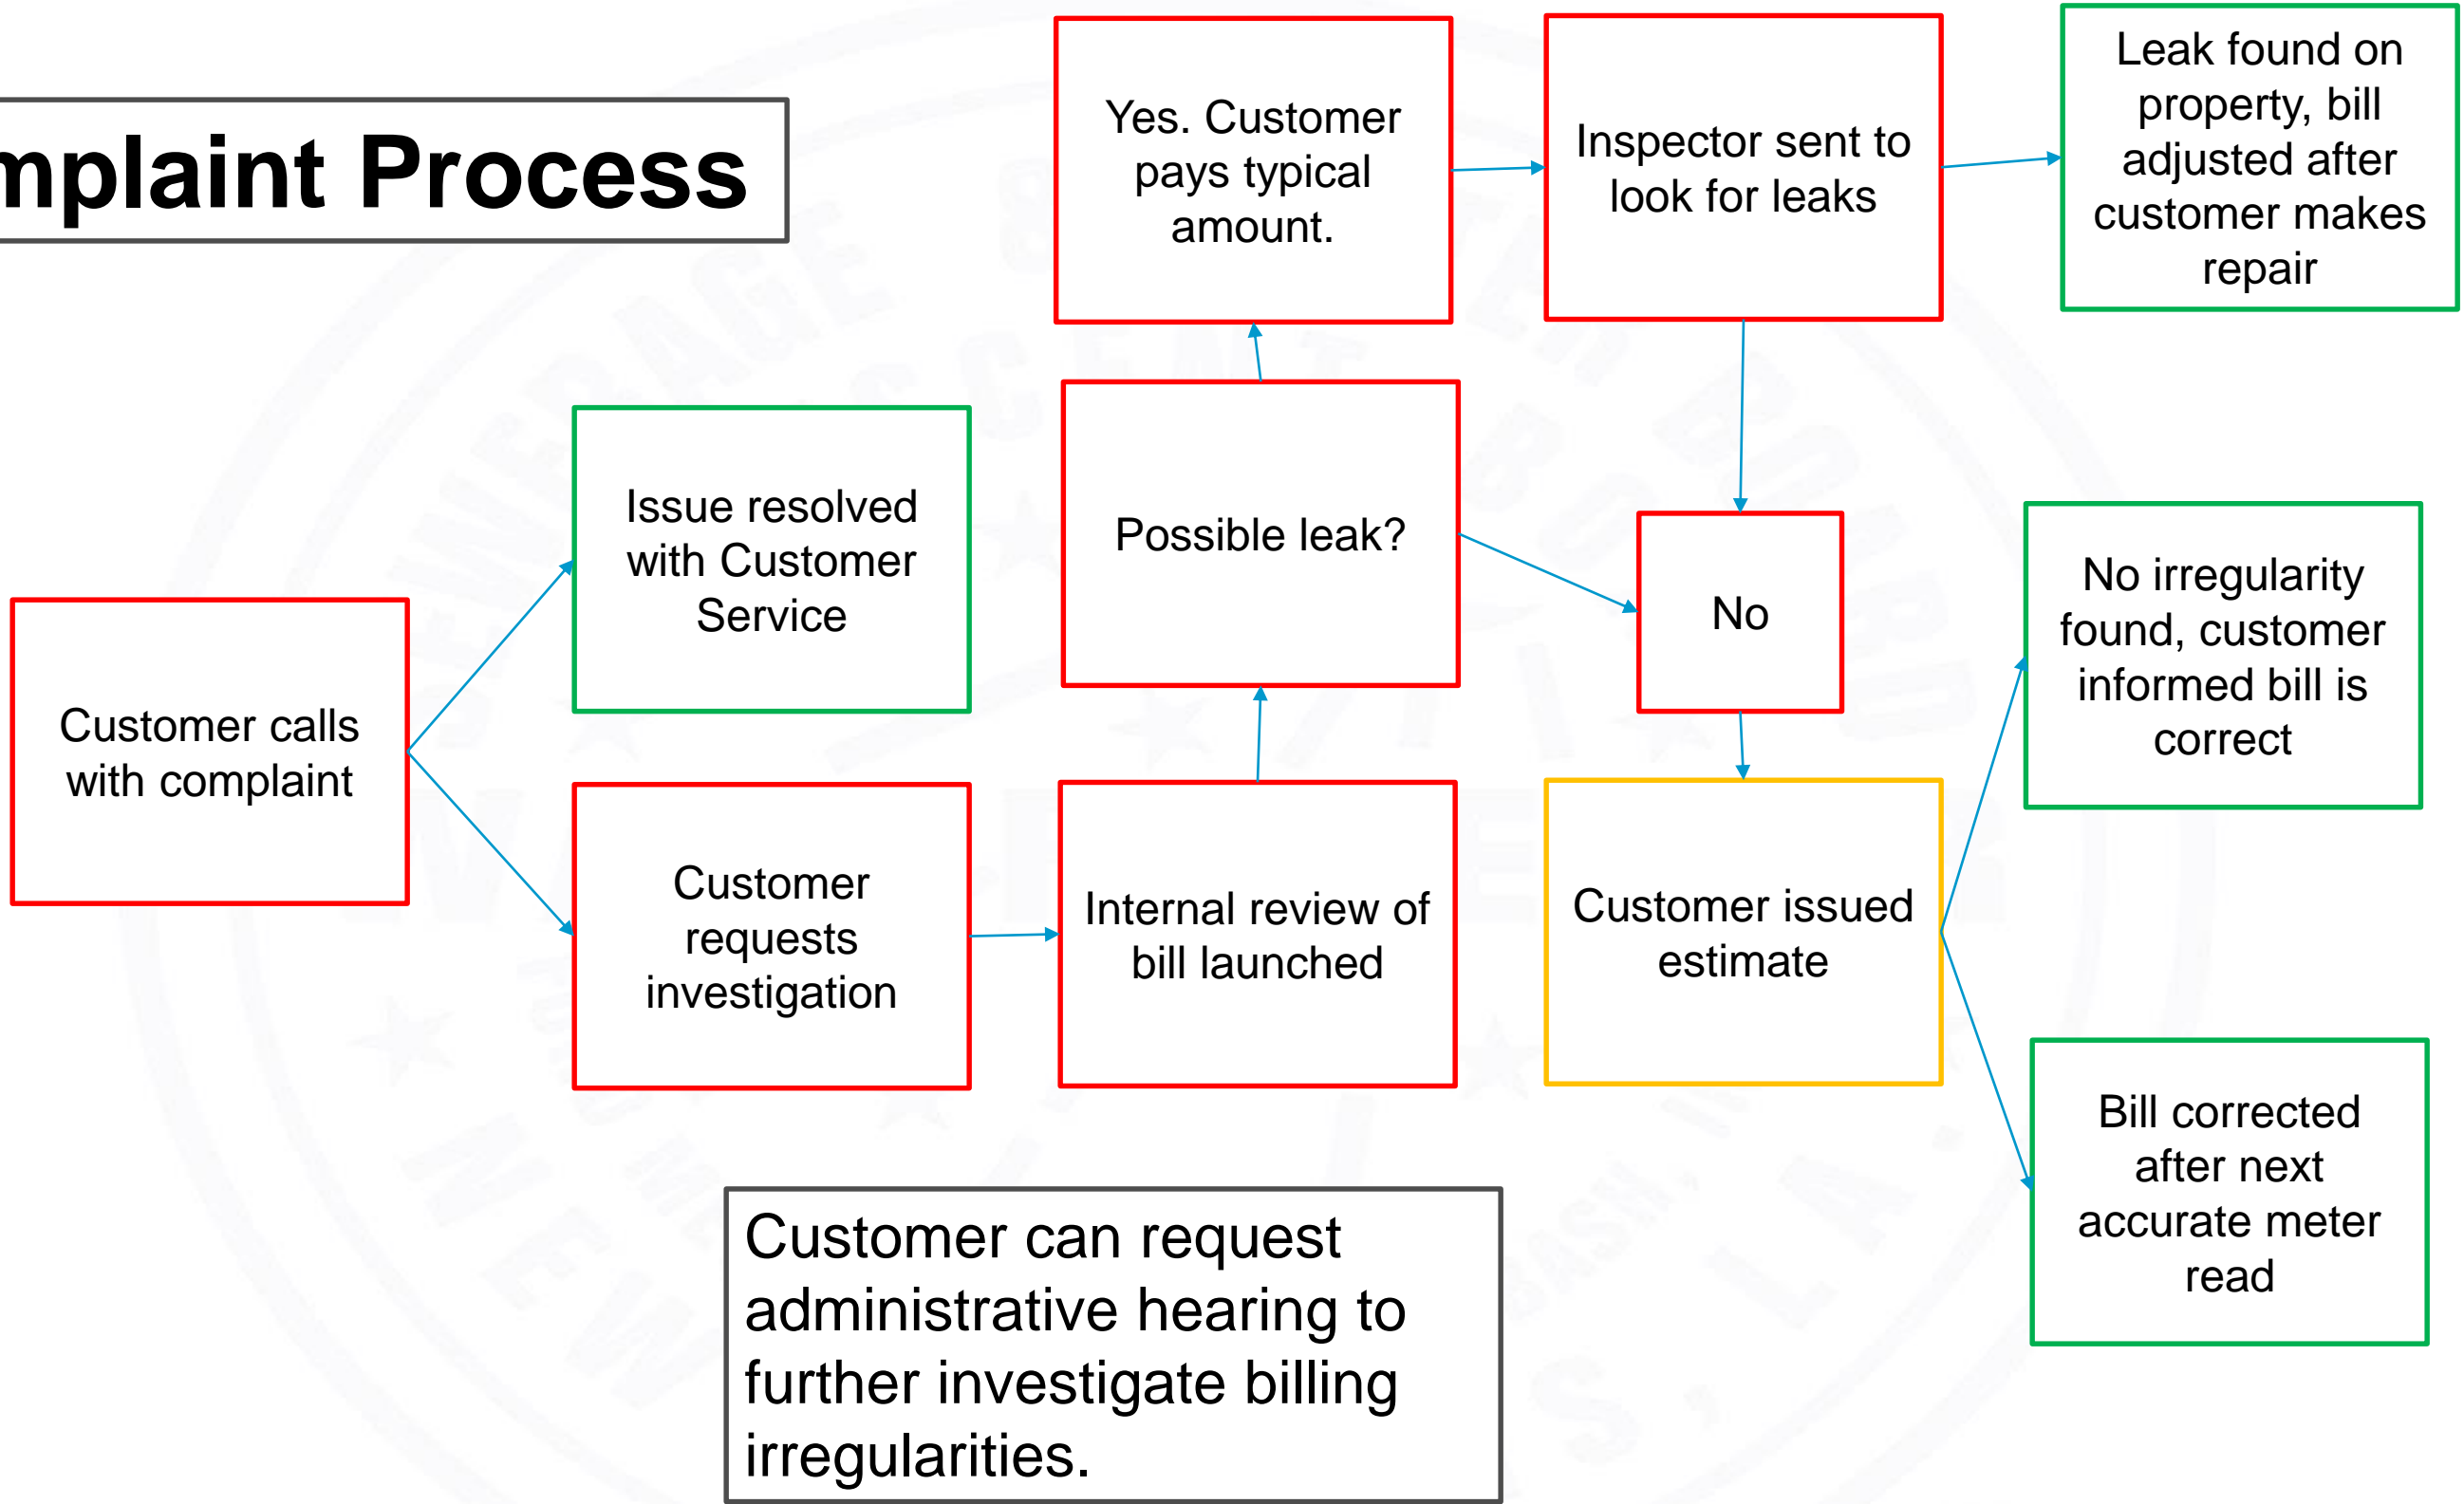 mplaint Process
Yes. Customer
pays typical
amount.
Inspector sent to
look for leaks
Leak found on
property, bill
adjusted after
customer makes
repair
Issue resolved
with Customer
Service
Possible leak?
No
No irregularity
found, customer
informed bill is
correct
Customer calls
with complaint
Customer
requests
investigation
Internal review of
bill launched
Customer issued
estimate
Bill corrected
after next
accurate meter
read
Customer can request
administrative hearing to
further investigate billing
irregularities.